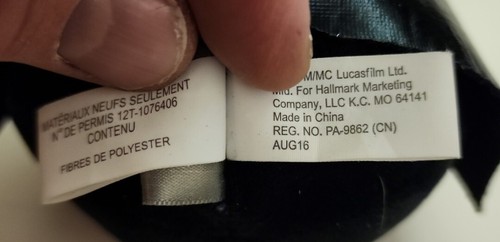 MATÉRIAUX NEUFS SEULEMENT
Nº DE PERMIS 12T-1076406
CONTENU
FIBRES DE POLYESTER
M/MC Lucasfilm Ltd.
For Hallmark Marketing
Company, LLC K.C. MO 64141
Made in China
REG. NO. PA-9862 (CN)
AUG16